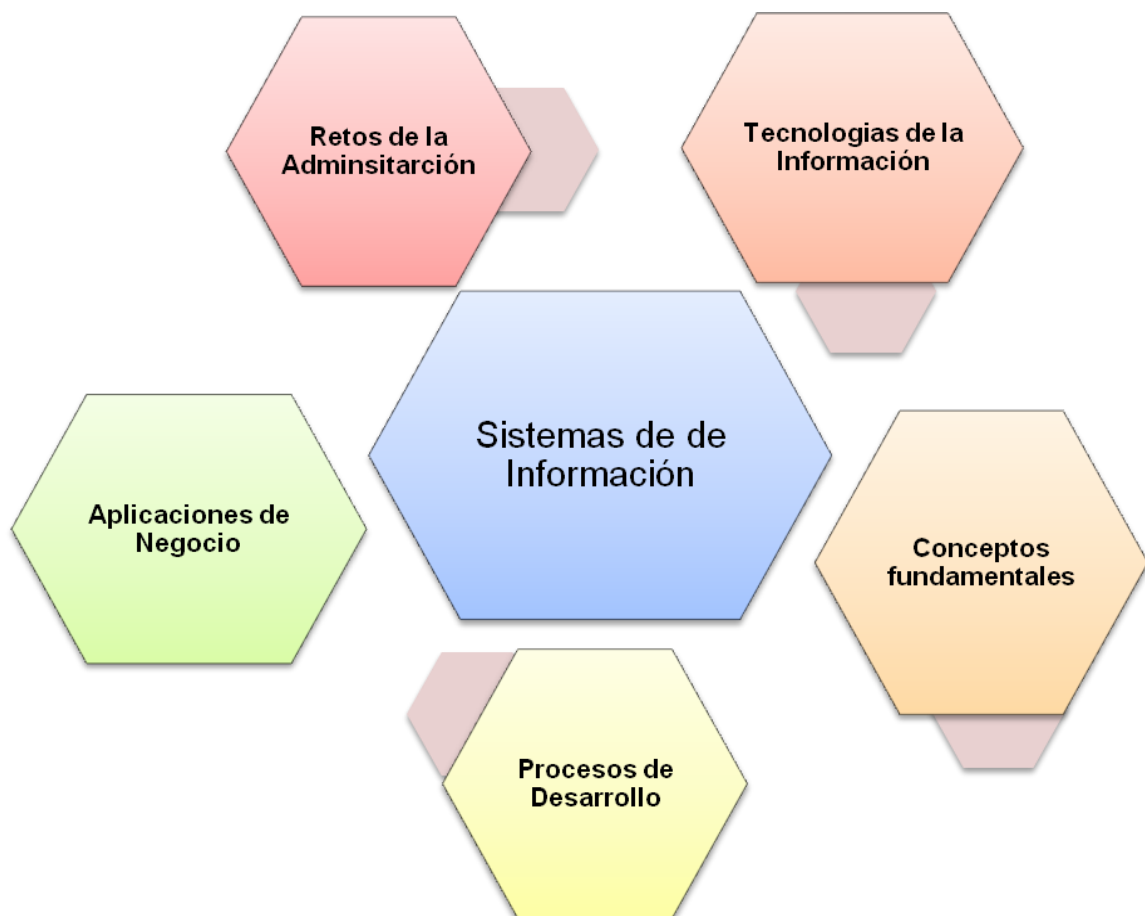 Retos de la
Adminsitarción
Tecnologias de la
Información
Sistemas de de
Información
Aplicaciones de
Negocio
Conceptos
fundamentales
Procesos de
Desarrollo